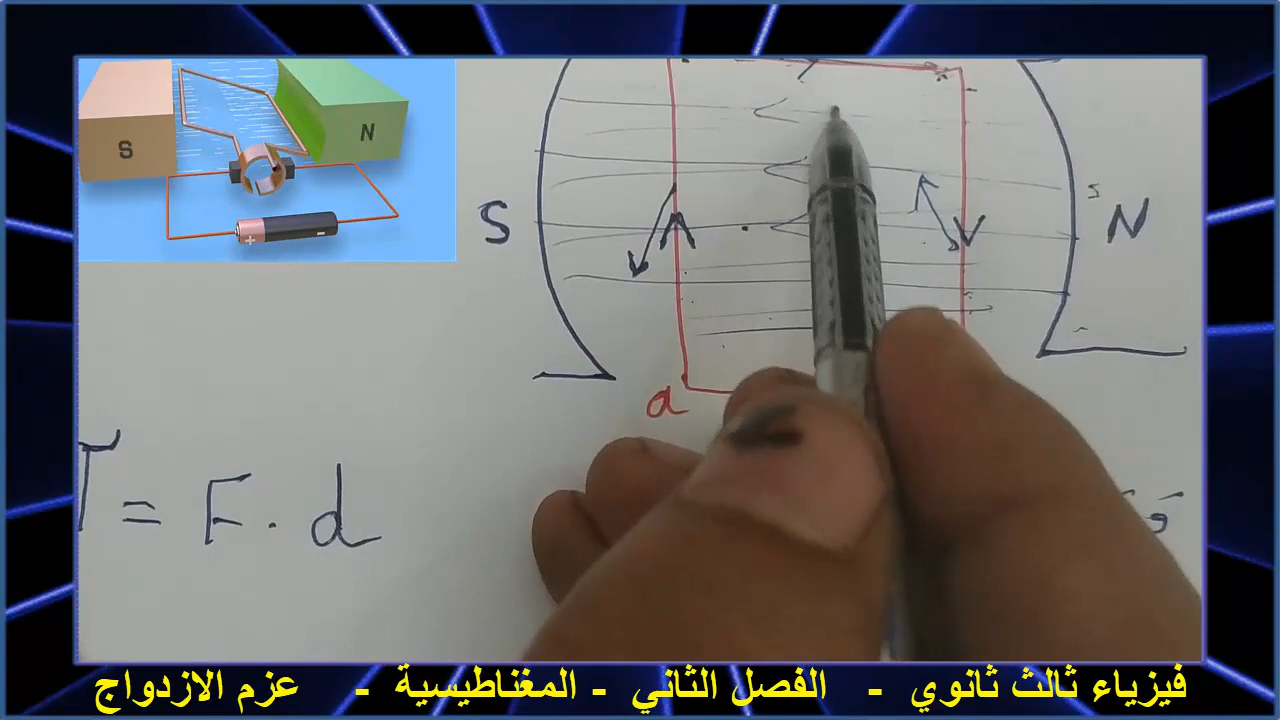 S
N
+
-
S
N
s
a
T = F . d
فيزياء ثالث ثانوي - الفصل الثاني - المغناطيسية - عزم الازدواج